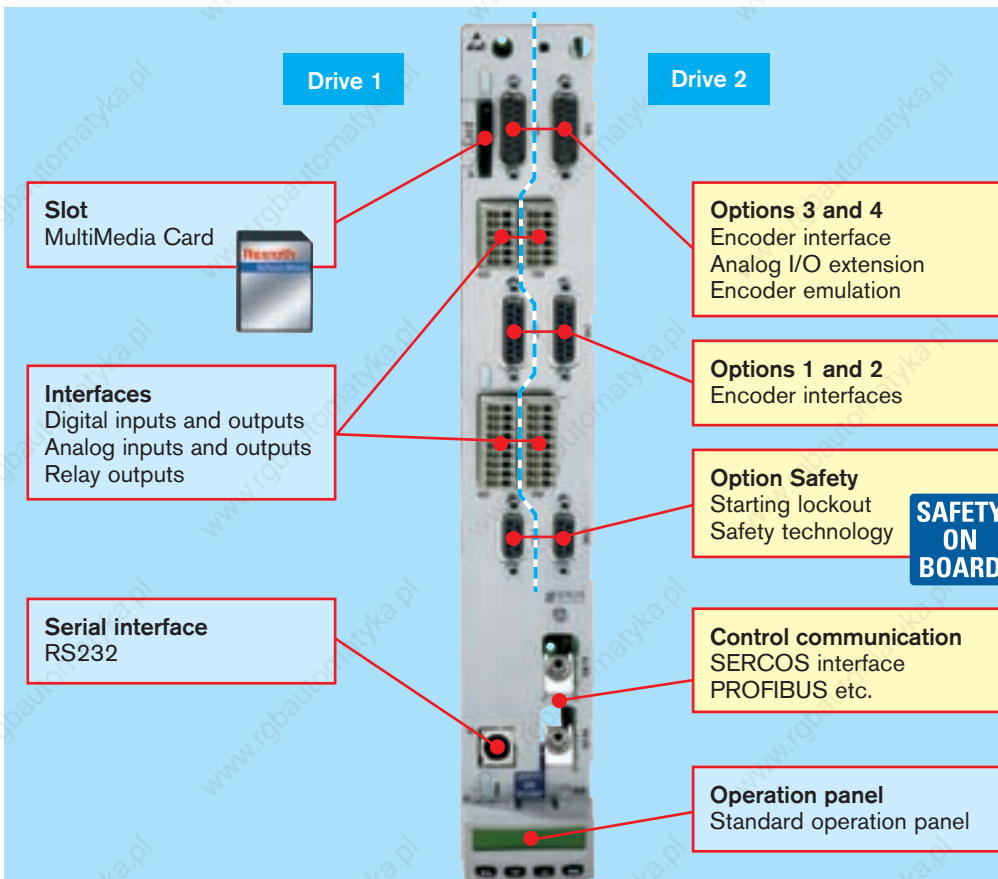 Drive 1
Drive 2
Slot
MultiMedia Card
Rexroth
Interfaces
Digital inputs and outputs
Analog inputs and outputs
Relay outputs
Serial interface
RS232
Options 3 and 4
Encoder interface
Analog I/O extension
Encoder emulation
Options 1 and 2
Encoder interfaces
Option Safety
Starting lockout
Safety technology
SAFETY
ON
BOARD
Control communication
SERCOS interface
PROFIBUS etc.
Operation panel
Standard operation panel
www.rgbautomatyka.pl